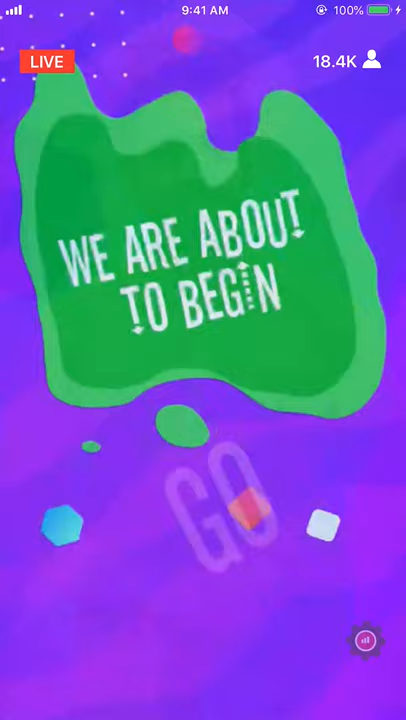 9:41 AM 100%
LIVE 18.4K
WE ARE ABOUT
TO BEGIN
GO